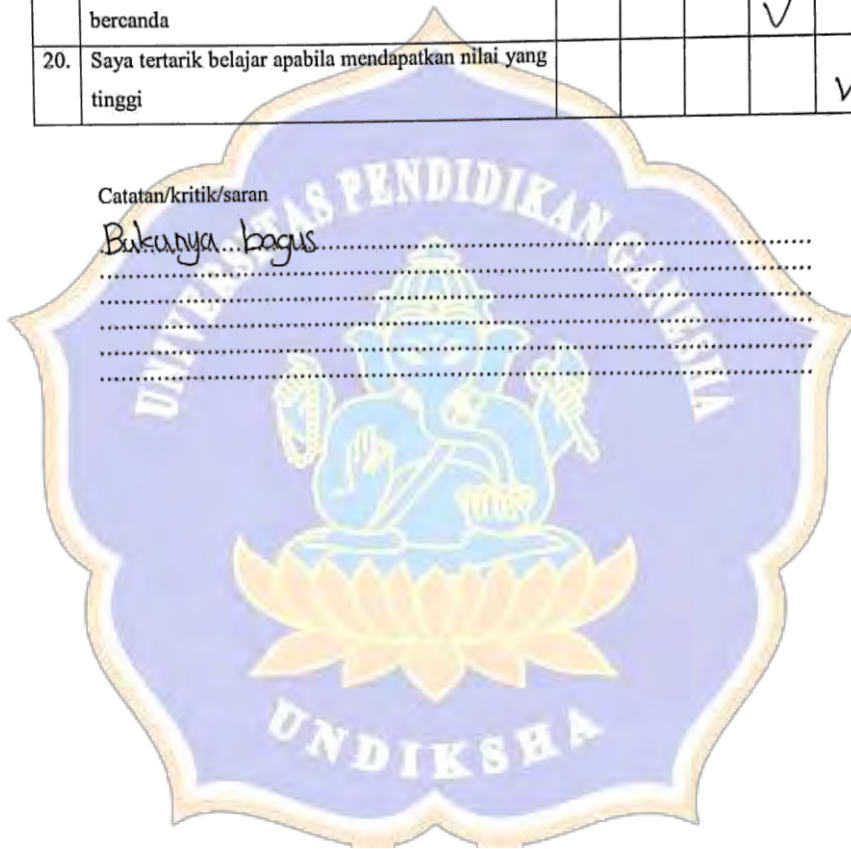 bercanda V
20. Saya tertarik belajar apabila mendapatkan nilai yang V
tinggi
Catatan/kritik/saran
Bukunya bagus
UNIVERSITAS PENDIDIKAN GANESHA
UNDIKSHA